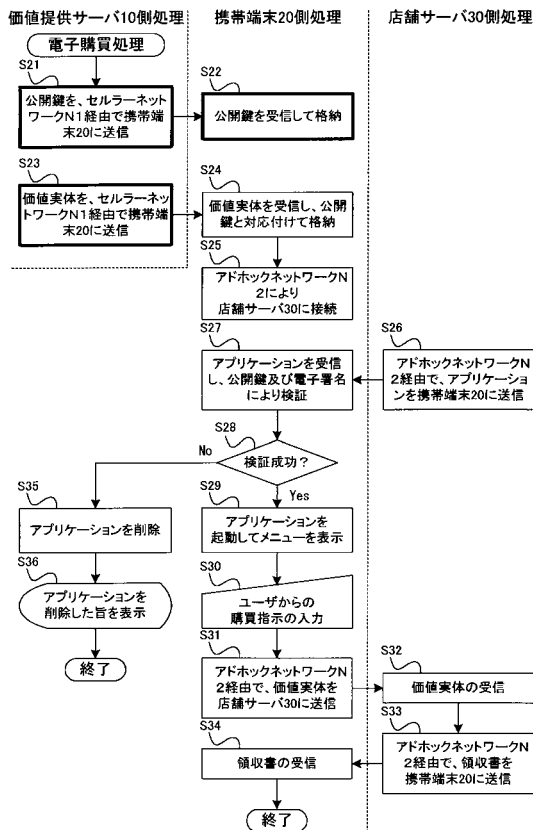 価値提供サーバ10側処理
携帯端末20側処理
店舗サーバ30側処理
電子購買処理
S21
公開鍵を、セルラーネット
ワークN1経由で携帯端
末20に送信
S22
公開鍵を受信して格納
S23
価値実体を、セルラーネッ
トワークN1経由で携帯端
末20に送信
S24
価値実体を受信し、公開
鍵と対応付けて格納
S25
アドホックネットワークN
2により
店舗サーバ30に接続
S26
アドホックネットワークN
2経由で、アプリケーショ
ンを携帯端末20に送信
S27
アプリケーションを受信
し、公開鍵及び電子署名
により検証
S28
検証成功?
No
Yes
S35
アプリケーションを削除
S36
アプリケーションを
削除した旨を表示
終了
S29
アプリケーションを
起動してメニューを表示
S30
ユーザからの
購買指示の入力
S31
アドホックネットワークN
2経由で、価値実体を
店舗サーバ30に送信
S32
価値実体の受信
S33
アドホックネットワークN
2経由で、領収書を
携帯端末20に送信
S34
領収書の受信
終了